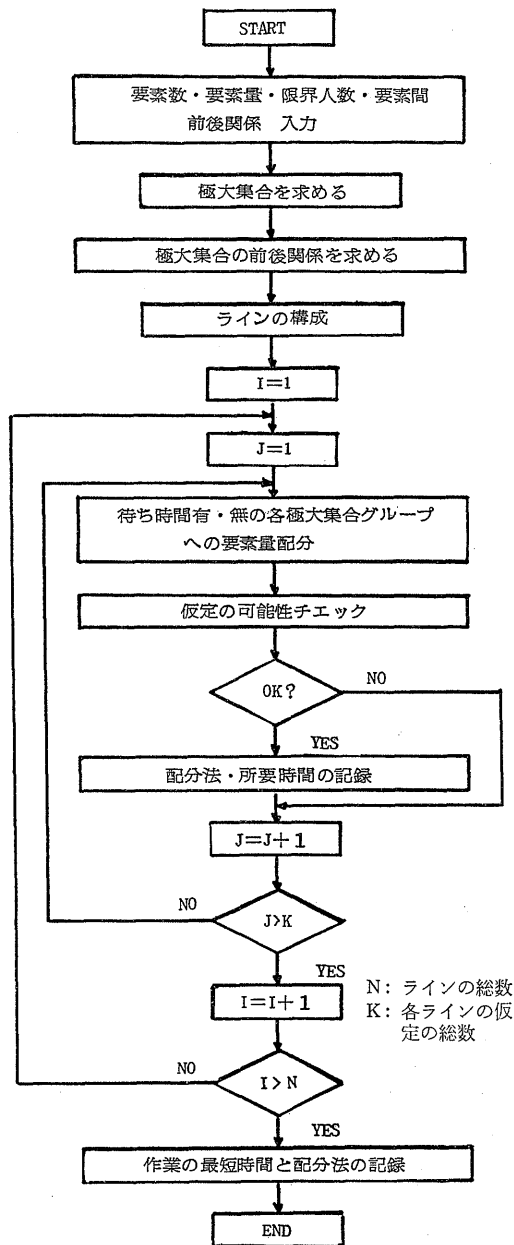 START
要素数・要素量・限界人数・要素間
前後関係 入力
極大集合を求める
極大集合の前後関係を求める
ラインの構成
I=1
J=1
待ち時間有・無の各極大集合グループ
への要素量配分
仮定の可能性チエック
OK?
NO
YES
配分法・所要時間の記録
J=J+1
NO
J>K
YES
I=I+1
N: ラインの総数
K: 各ラインの仮
定の総数
NO
I>N
YES
作業の最短時間と配分法の記録
END